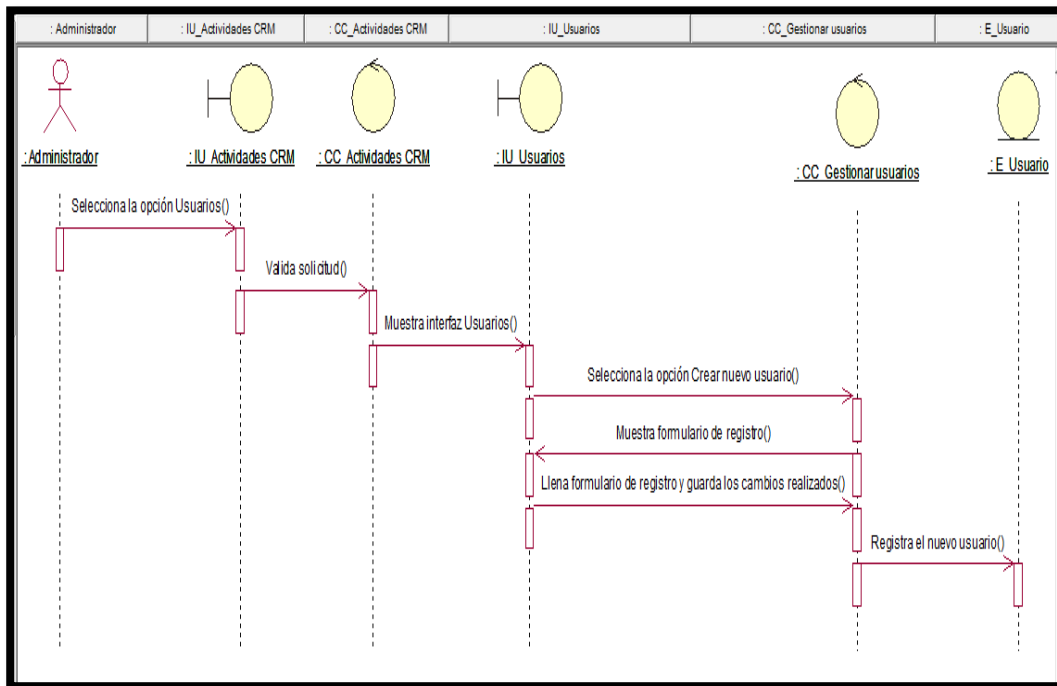 : Administrador
: IU_Actividades CRM
: CC_Actividades CRM
: IU_Usuarios
: CC_Gestionar usuarios
: E_Usuario
: Administrador
: IU_Actividades CRM
: CC_Actividades CRM
: IU_Usuarios
: CC_Gestionar usuarios
: E_Usuario
Selecciona la opción Usuarios()
Valida solicitud()
Muestra interfaz Usuarios()
Selecciona la opción Crear nuevo usuario()
Muestra formulario de registro()
Llena formulario de registro y guarda los cambios realizados()
Registra el nuevo usuario()